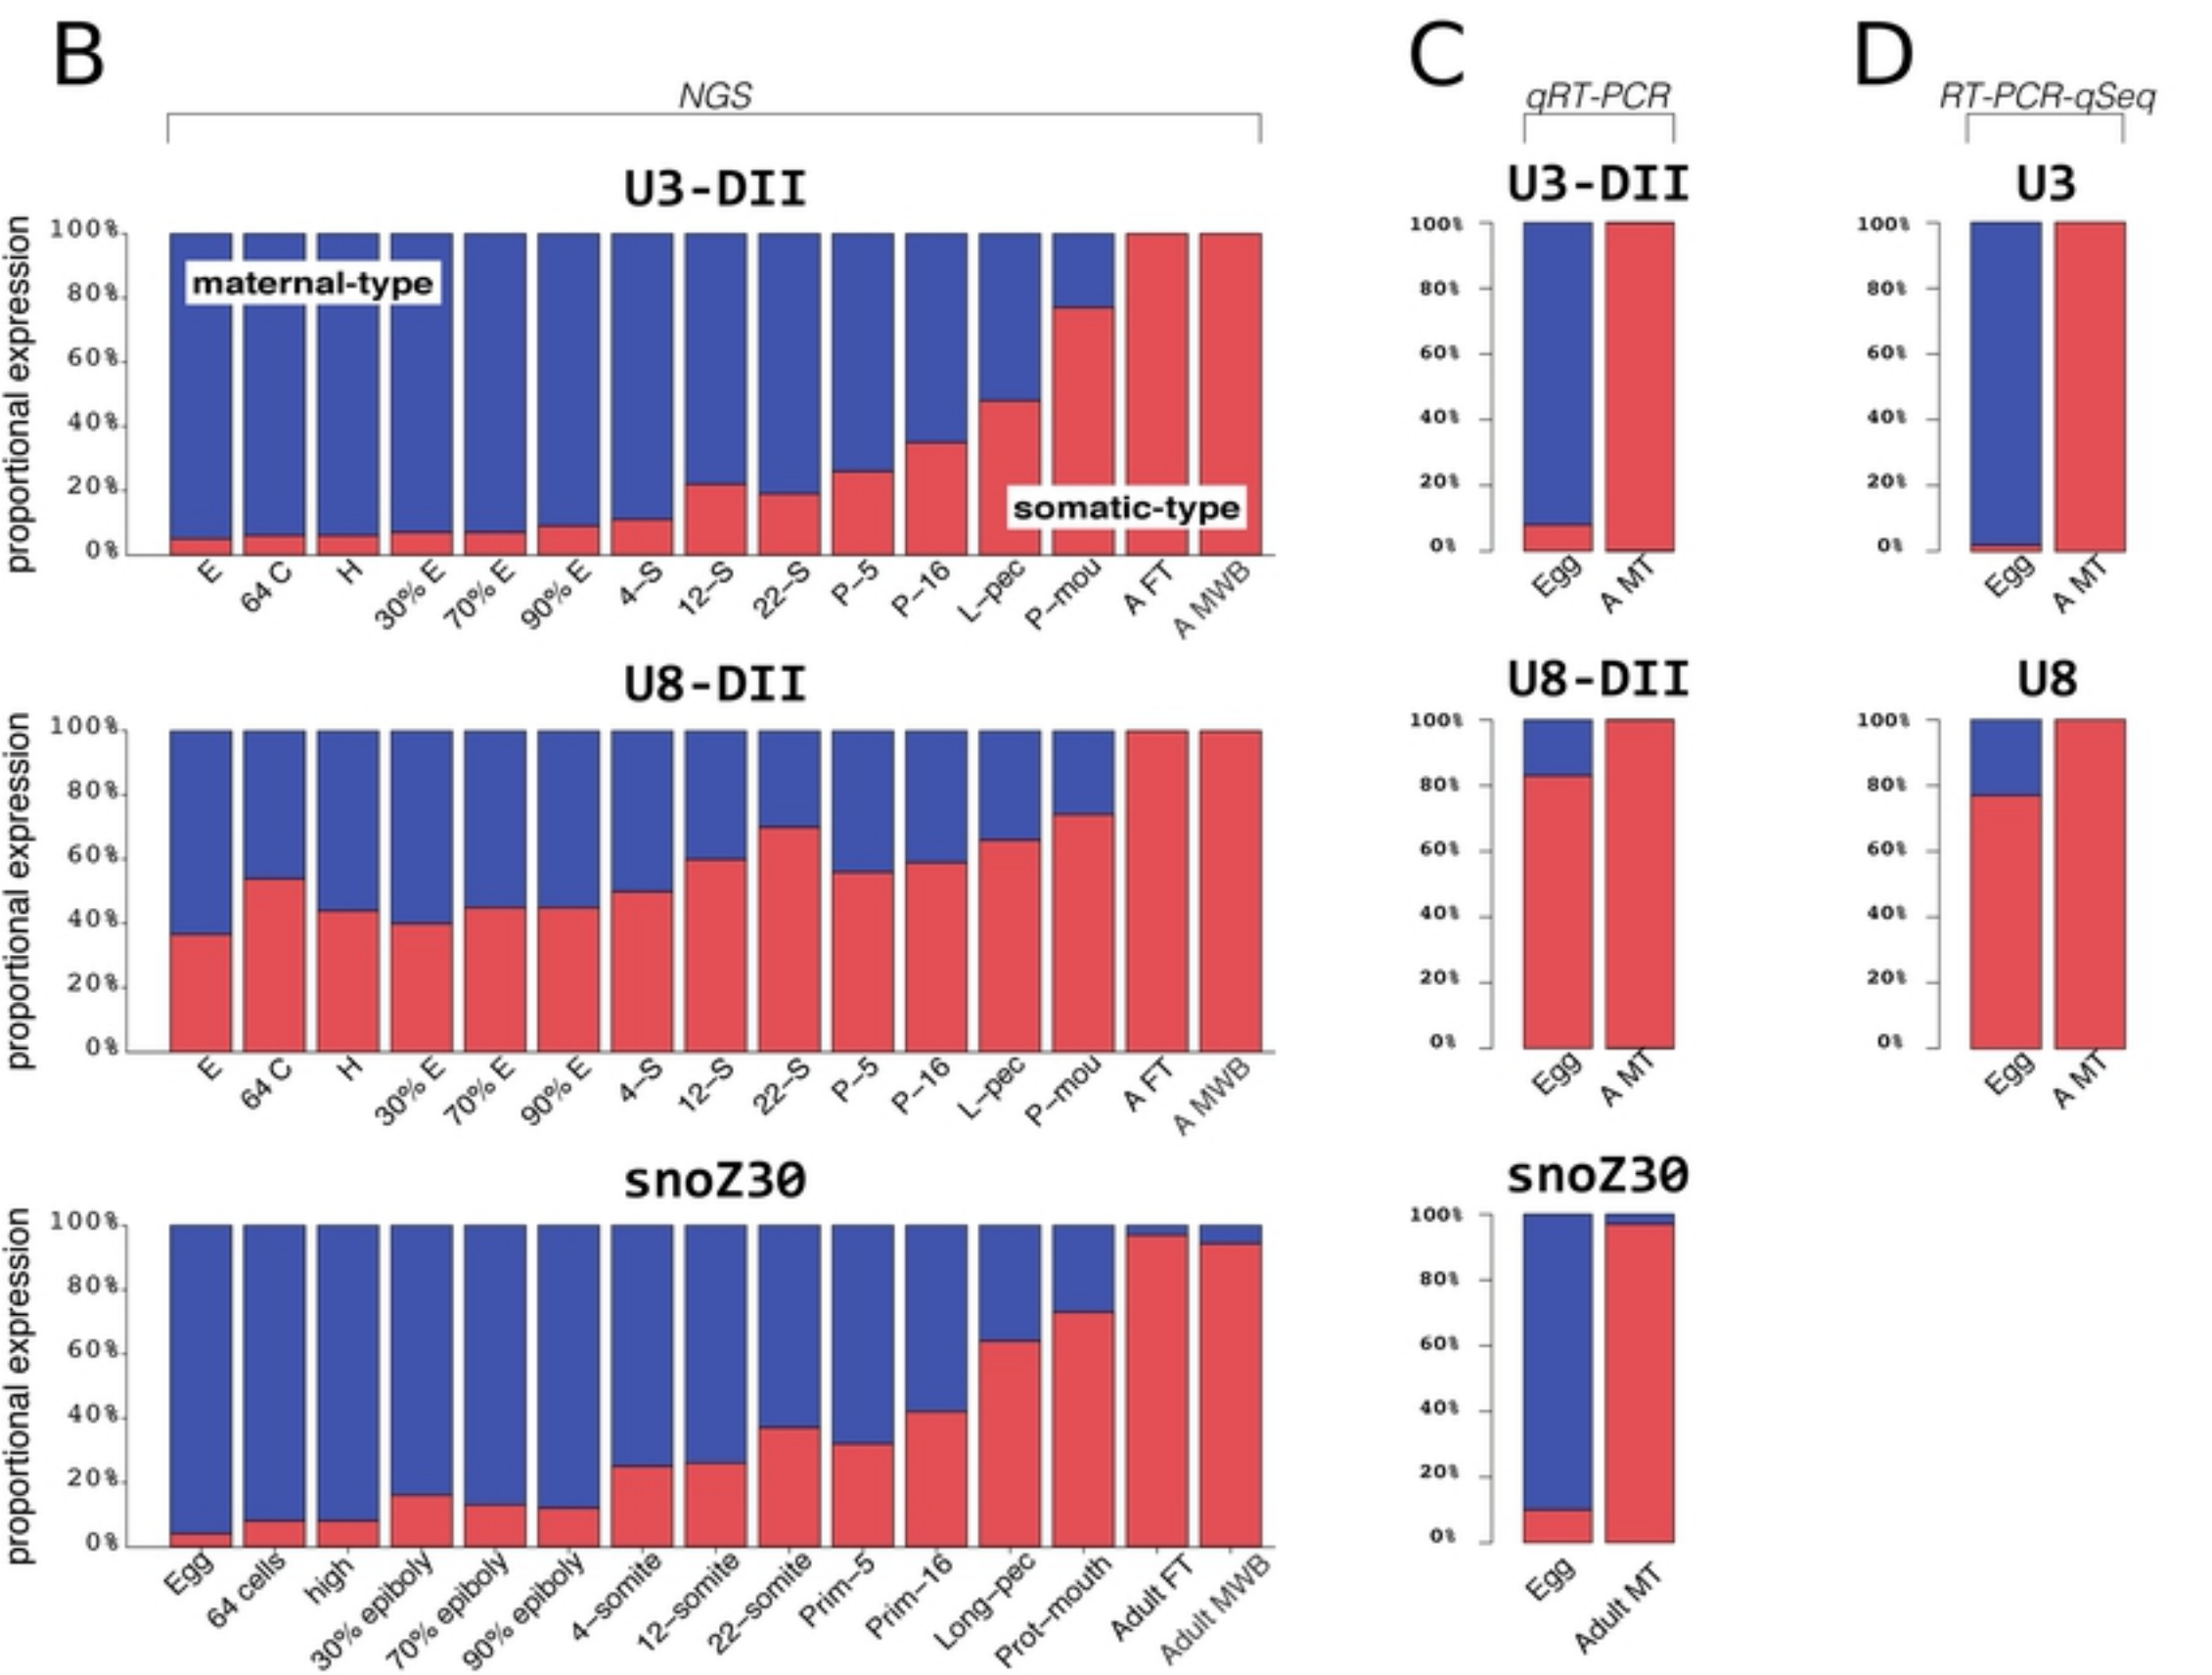 B
NGS
U3-DII
proportional expression
100%
80%
60%
40%
20%
0%
maternal-type
somatic-type
E 64 C H 30% E 70% E 90% E 4–S 12–S 22–S P–5 P–16 L–pec P–mou A FT A MWB
U8-DII
proportional expression
100%
80%
60%
40%
20%
0%
E 64 C H 30% E 70% E 90% E 4–S 12–S 22–S P–5 P–16 L–pec P–mou A FT A MWB
snoZ30
proportional expression
100%
80%
60%
40%
20%
0%
Egg 64 cells high 30% epiboly 70% epiboly 90% epiboly 4–somite 12–somite 22–somite Prim–5 Prim–16 Long–pec Prot–mouth Adult FT Adult MWB
C
qRT-PCR
U3-DII
100%
80%
60%
40%
20%
0%
Egg A MT
U8-DII
100%
80%
60%
40%
20%
0%
Egg A MT
snoZ30
100%
80%
60%
40%
20%
0%
Egg Adult MT
D
RT-PCR-qSeq
U3
100%
80%
60%
40%
20%
0%
Egg A MT
U8
100%
80%
60%
40%
20%
0%
Egg A MT